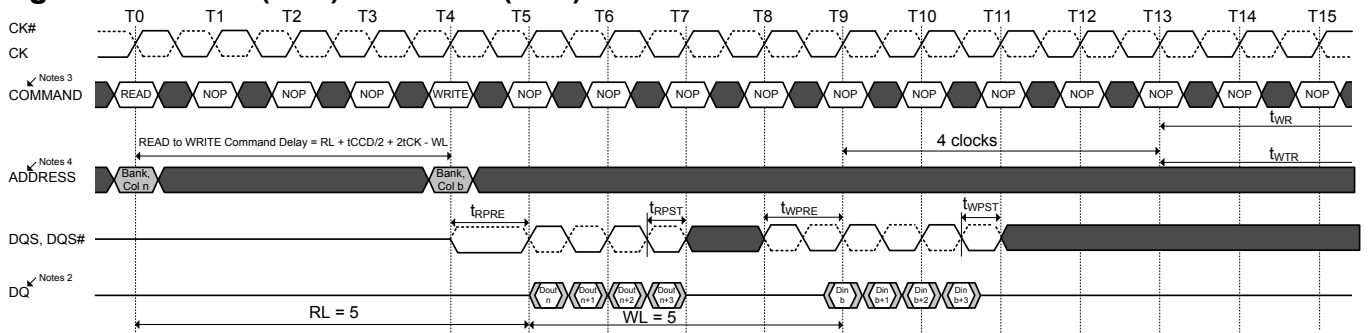 T0 T1 T2 T3 T4 T5 T6 T7 T8 T9 T10 T11 T12 T13 T14 T15
CK#
CK
Notes 3
COMMAND READ NOP NOP NOP WRITE NOP NOP NOP NOP NOP NOP NOP NOP NOP NOP NOP
tWR
READ to WRITE Command Delay = RL + tCCD/2 + 2tCK - WL
4 clocks
tWTR
Notes 4
ADDRESS Bank, Col n Bank, Col b
tRPRE tRPST tWPRE tWPST
DQS, DQS#
Notes 2
DQ Dout n Dout n+1 Dout n+2 Dout n+3 Din b Din b+1 Din b+2 Din b+3
RL = 5 WL = 5